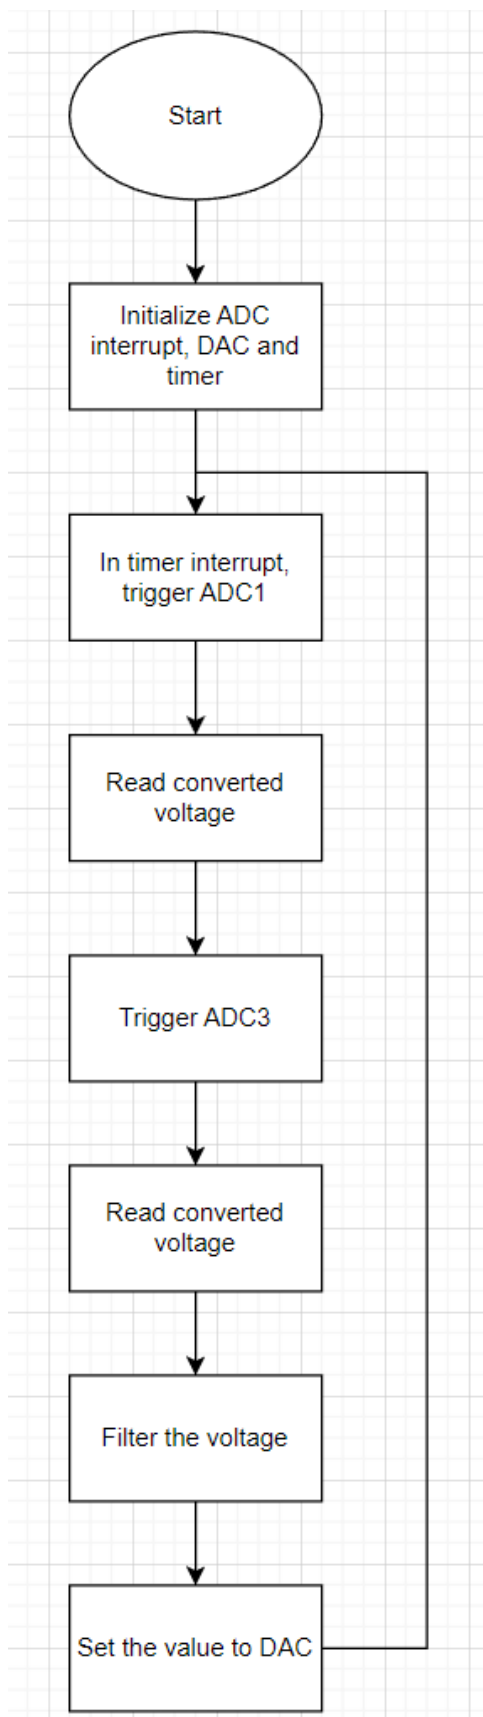 Start
Initialize ADC
interrupt, DAC and
timer
In timer interrupt,
trigger ADC1
Read converted
voltage
Trigger ADC3
Read converted
voltage
Filter the voltage
Set the value to DAC